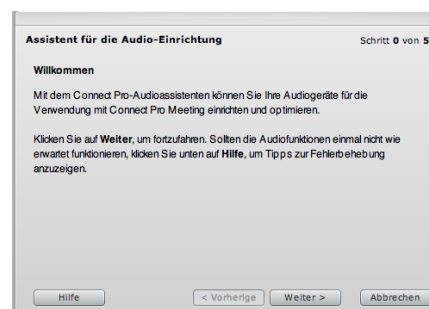 Assistent für die Audio-Einrichtung Schritt 0 von 5
Willkommen
Mit dem Connect Pro-Audioassistenten können Sie Ihre Audiogeräte für die
Verwendung mit Connect Pro Meeting einrichten und optimieren.
Klicken Sie auf Weiter, um fortzufahren. Sollten die Audiofunktionen einmal nicht wie
erwartet funktionieren, klicken Sie unten auf Hilfe, um Tipps zur Fehlerbehebung
anzuzeigen.
Hilfe < Vorherige Weiter > Abbrechen